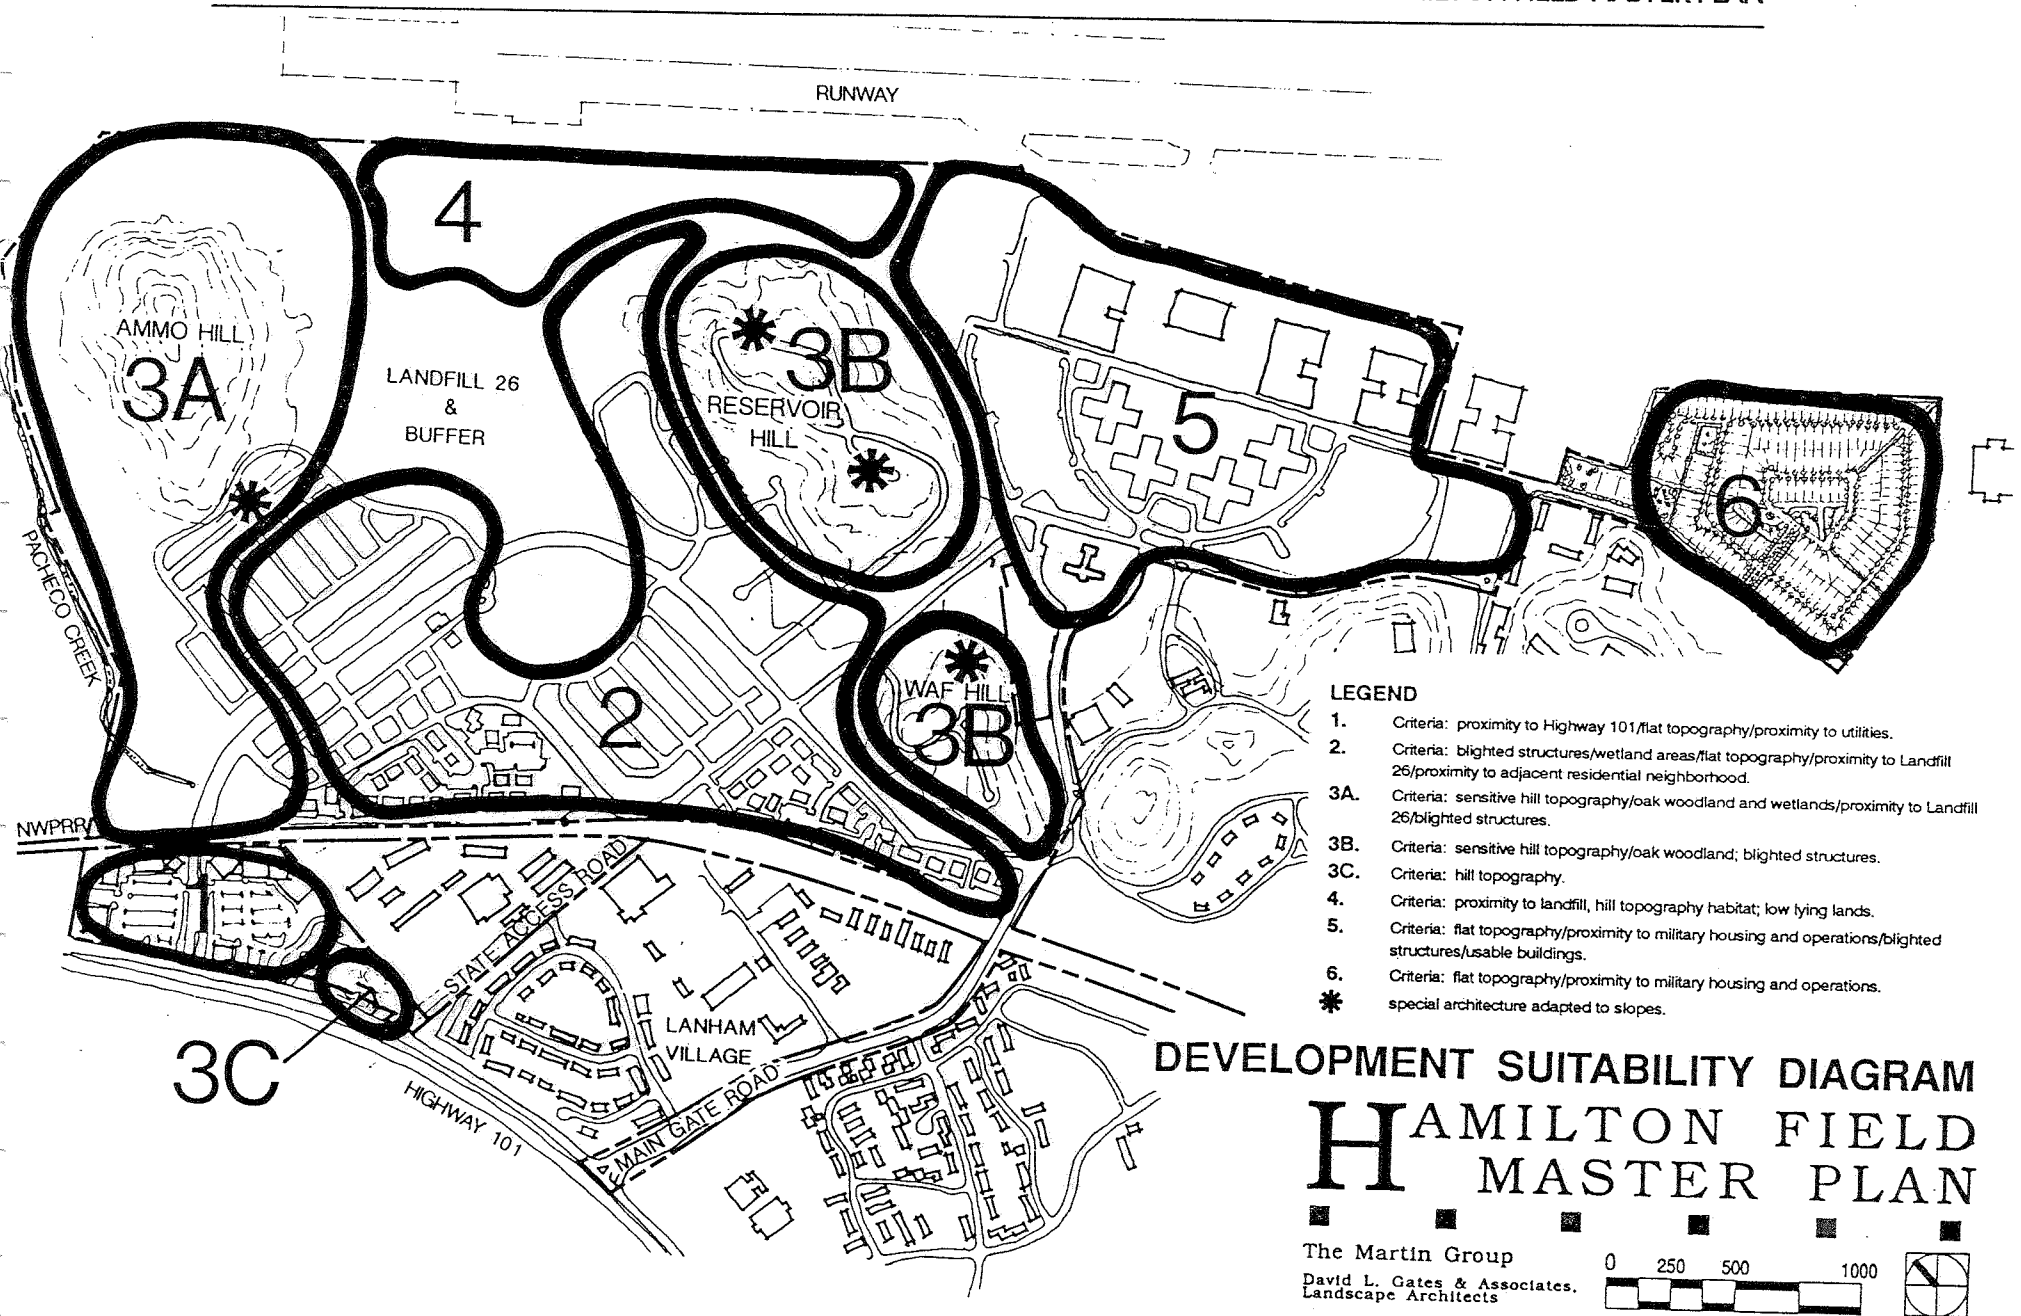 RUNWAY
4
AMMO HILL
3A
LANDFILL 26
&
BUFFER
3B
RESERVOIR
HILL
5
6
PACHECO CREEK
2
WAF HILL
3B
NWPRR
STATE ACCESS ROAD
LANHAM
VILLAGE
3C
HIGHWAY 101
MAIN GATE ROAD
LEGEND
1. Criteria: proximity to Highway 101/flat topography/proximity to utilities.
2. Criteria: blighted structures/wetland areas/flat topography/proximity to Landfill
26/proximity to adjacent residential neighborhood.
3A. Criteria: sensitive hill topography/oak woodland and wetlands/proximity to Landfill
26/blighted structures.
3B. Criteria: sensitive hill topography/oak woodland; blighted structures.
3C. Criteria: hill topography.
4. Criteria: proximity to landfill, hill topography habitat; low lying lands.
5. Criteria: flat topography/proximity to military housing and operations/blighted
structures/usable buildings.
6. Criteria: flat topography/proximity to military housing and operations.
special architecture adapted to slopes.
DEVELOPMENT SUITABILITY DIAGRAM
HAMILTON FIELD
MASTER PLAN
The Martin Group
David L. Gates & Associates.
Landscape Architects
0 250 500 1000